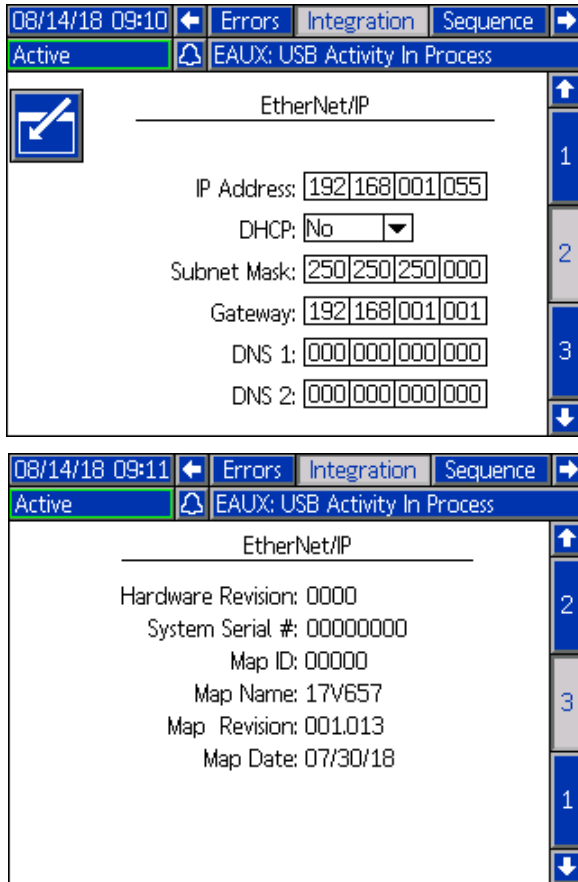 08/14/18 09:10 Errors Integration Sequence
Active EAUX: USB Activity In Process
EtherNet/IP
1
IP Address: 192 168 001 055
DHCP: No
2
Subnet Mask: 250 250 250 000
Gateway: 192 168 001 001
DNS 1: 000 000 000 000
3
DNS 2: 000 000 000 000
08/14/18 09:11 Errors Integration Sequence
Active EAUX: USB Activity In Process
EtherNet/IP
Hardware Revision: 0000
2
System Serial #: 00000000
Map ID: 00000
Map Name: 17V657
3
Map Revision: 001.013
Map Date: 07/30/18
1